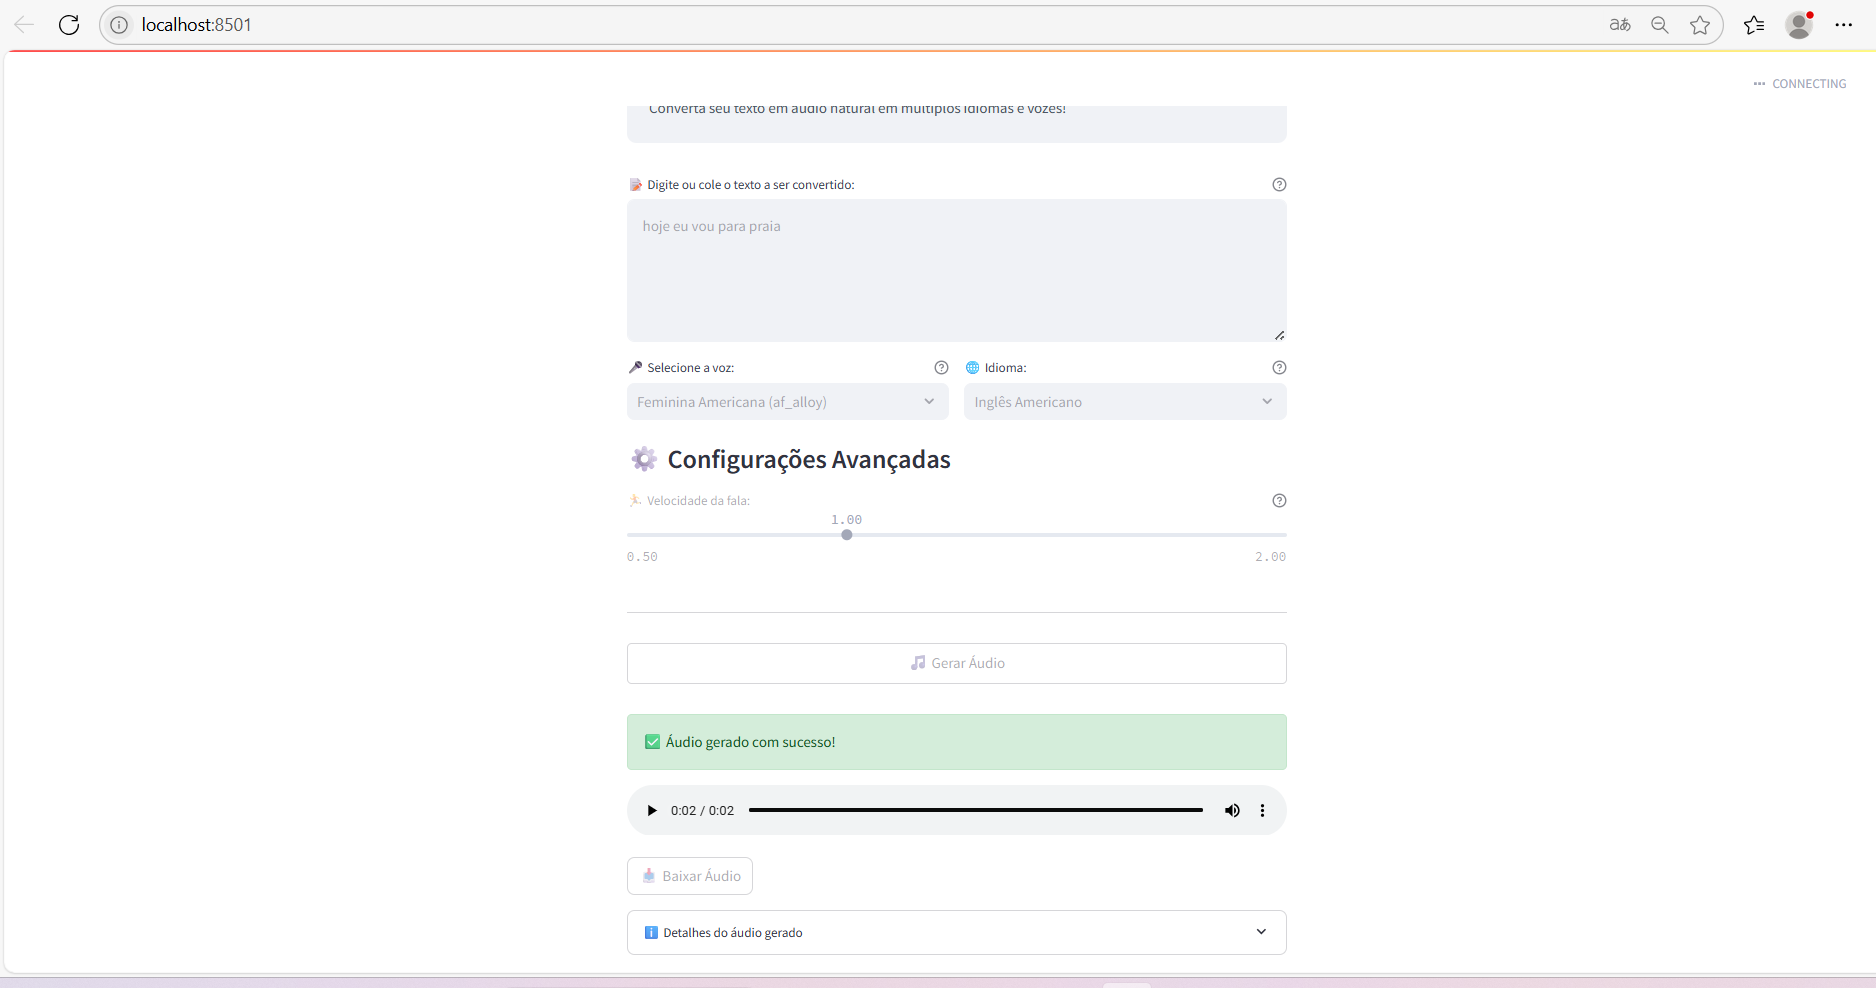 localhost:8501
CONNECTING
Converta seu texto em áudio natural em múltiplos idiomas e vozes!
Digite ou cole o texto a ser convertido:
hoje eu vou para praia
Selecione a voz:
Idioma:
Feminina Americana (af_alloy)
Inglês Americano
Configurações Avançadas
Velocidade da fala:
1.00
0.50
2.00
Gerar Áudio
Áudio gerado com sucesso!
0:02 / 0:02
Baixar Áudio
Detalhes do áudio gerado